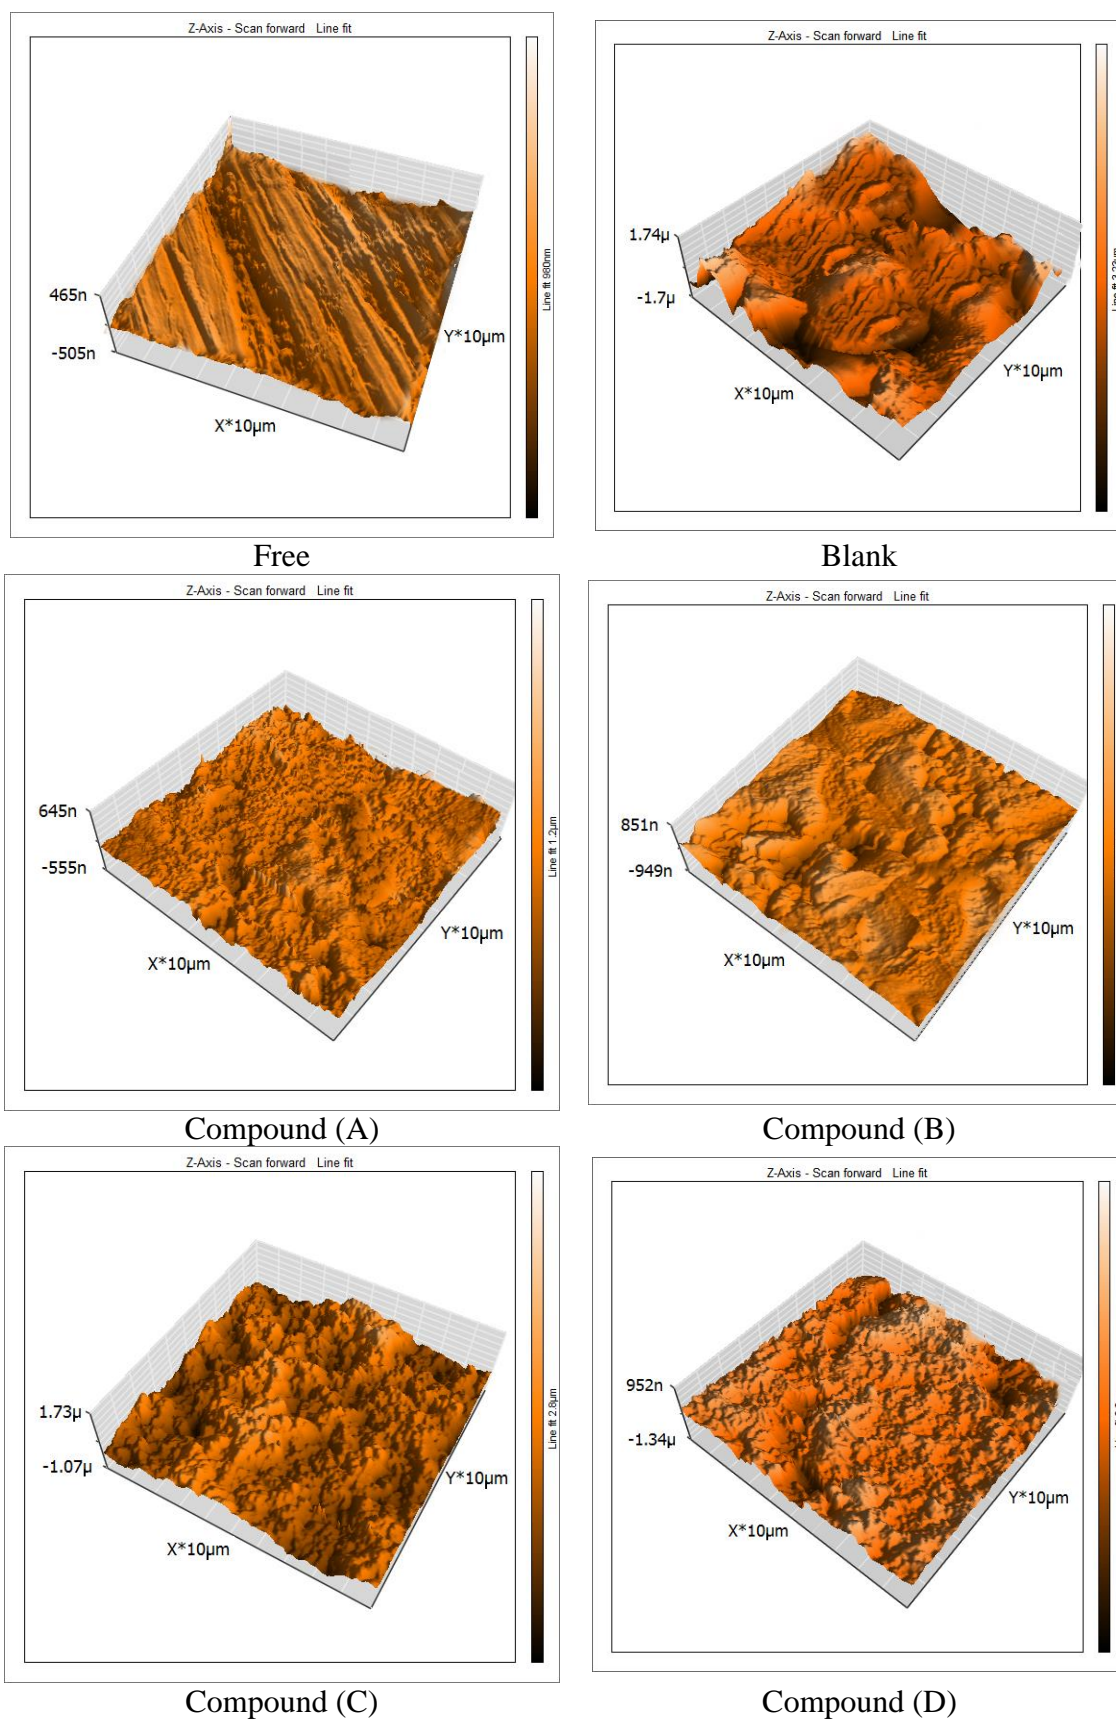 Z-Axis - Scan forward Line fit
465n
-505n
X*10µm
Y*10µm
Line fit 980nm
Free
Z-Axis - Scan forward Line fit
1.74µ
-1.7µ
X*10µm
Y*10µm
Blank
Z-Axis - Scan forward Line fit
645n
-555n
X*10µm
Y*10µm
Line fit 1.2µm
Compound (A)
Z-Axis - Scan forward Line fit
851n
-949n
X*10µm
Y*10µm
Compound (B)
Z-Axis - Scan forward Line fit
1.73µ
-1.07µ
X*10µm
Y*10µm
Line fit 2.8µm
Compound (C)
Z-Axis - Scan forward Line fit
952n
-1.34µ
X*10µm
Y*10µm
Compound (D)